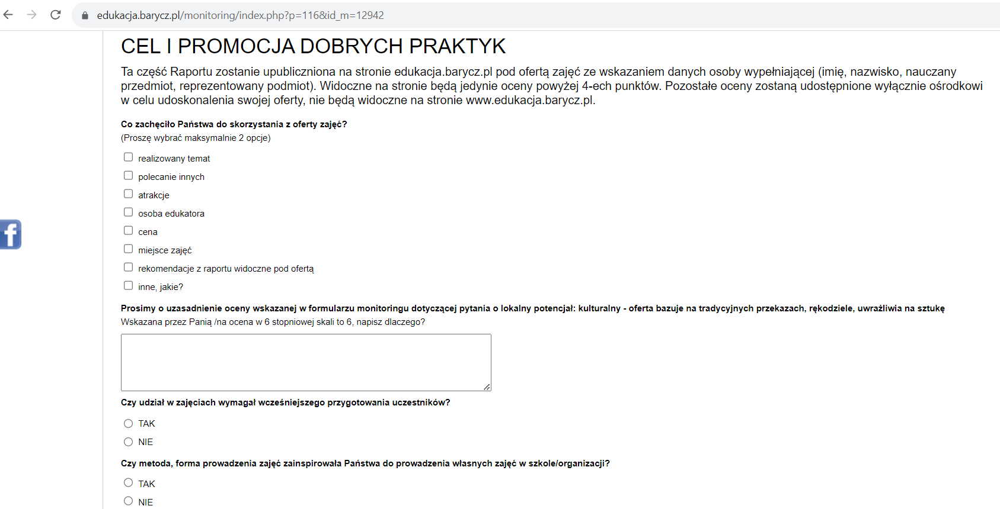 edukacja.barycz.pl/monitoring/index.php?p=116&id_m=12942
CEL I PROMOCJA DOBRYCH PRAKTYK
Ta część Raportu zostanie upubliczniona na stronie edukacja.barycz.pl pod ofertą zajęć ze wskazaniem danych osoby wypełniającej (imię, nazwisko, nauczany
przedmiot, reprezentowany podmiot). Widoczne na stronie będą jedynie oceny powyżej 4-ech punktów. Pozostałe oceny zostaną udostępnione wyłącznie ośrodkowi
w celu udoskonalenia swojej oferty, nie będą widoczne na stronie www.edukacja.barycz.pl.
Co zachęciło Państwa do skorzystania z oferty zajęć?
(Proszę wybrać maksymalnie 2 opcje)
realizowany temat
polecanie innych
atrakcje
osoba edukatora
cena
miejsce zajęć
rekomendacje z raportu widoczne pod ofertą
inne, jakie?
Prosimy o uzasadnienie oceny wskazanej w formularzu monitoringu dotyczącej pytania o lokalny potencjał: kulturalny - oferta bazuje na tradycyjnych przekazach, rękodziele, uwrażliwia na sztukę
Wskazana przez Panią /na ocena w 6 stopniowej skali to 6, napisz dlaczego?
Czy udział w zajęciach wymagał wcześniejszego przygotowania uczestników?
TAK
NIE
Czy metoda, forma prowadzenia zajęć zainspirowała Państwa do prowadzenia własnych zajęć w szkole/organizacji?
TAK
NIE
f